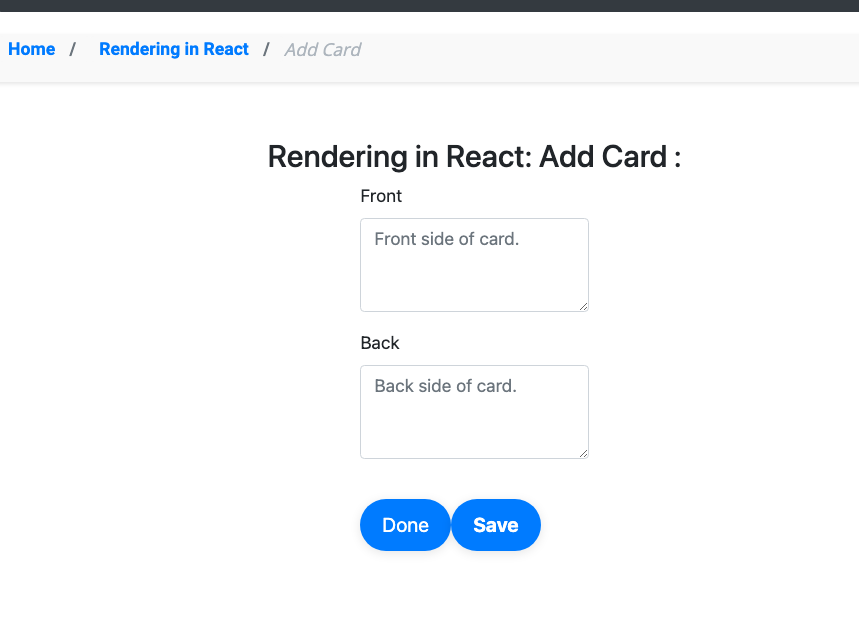 Home / Rendering in React / Add Card
Rendering in React: Add Card :
Front
Front side of card.
Back
Back side of card.
Done Save